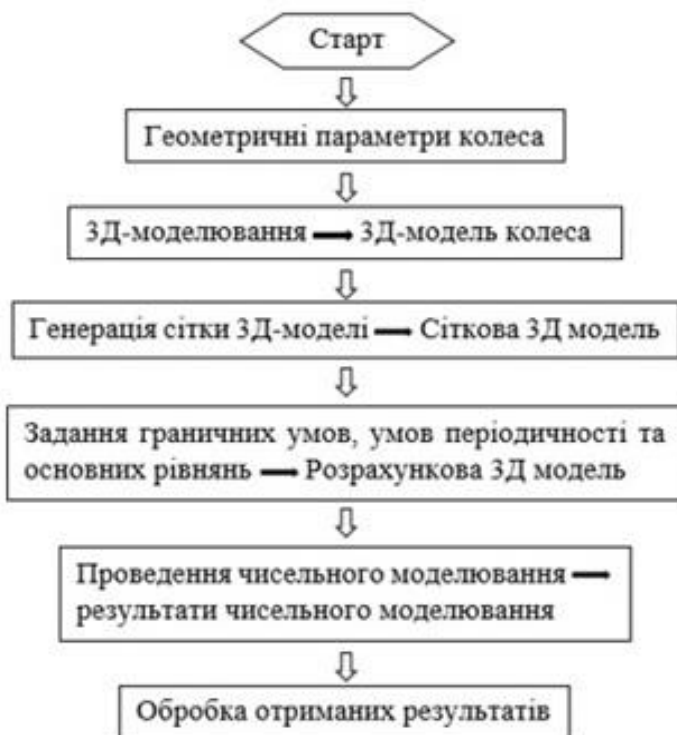 Старт
Геометричні параметри колеса
3Д-моделювання → 3Д-модель колеса
Генерація сітки 3Д-моделі → Сіткова 3Д модель
Задання граничних умов, умов періодичності та
основних рівнянь → Розрахункова 3Д модель
Проведення чисельного моделювання →
результати чисельного моделювання
Обробка отриманих результатів